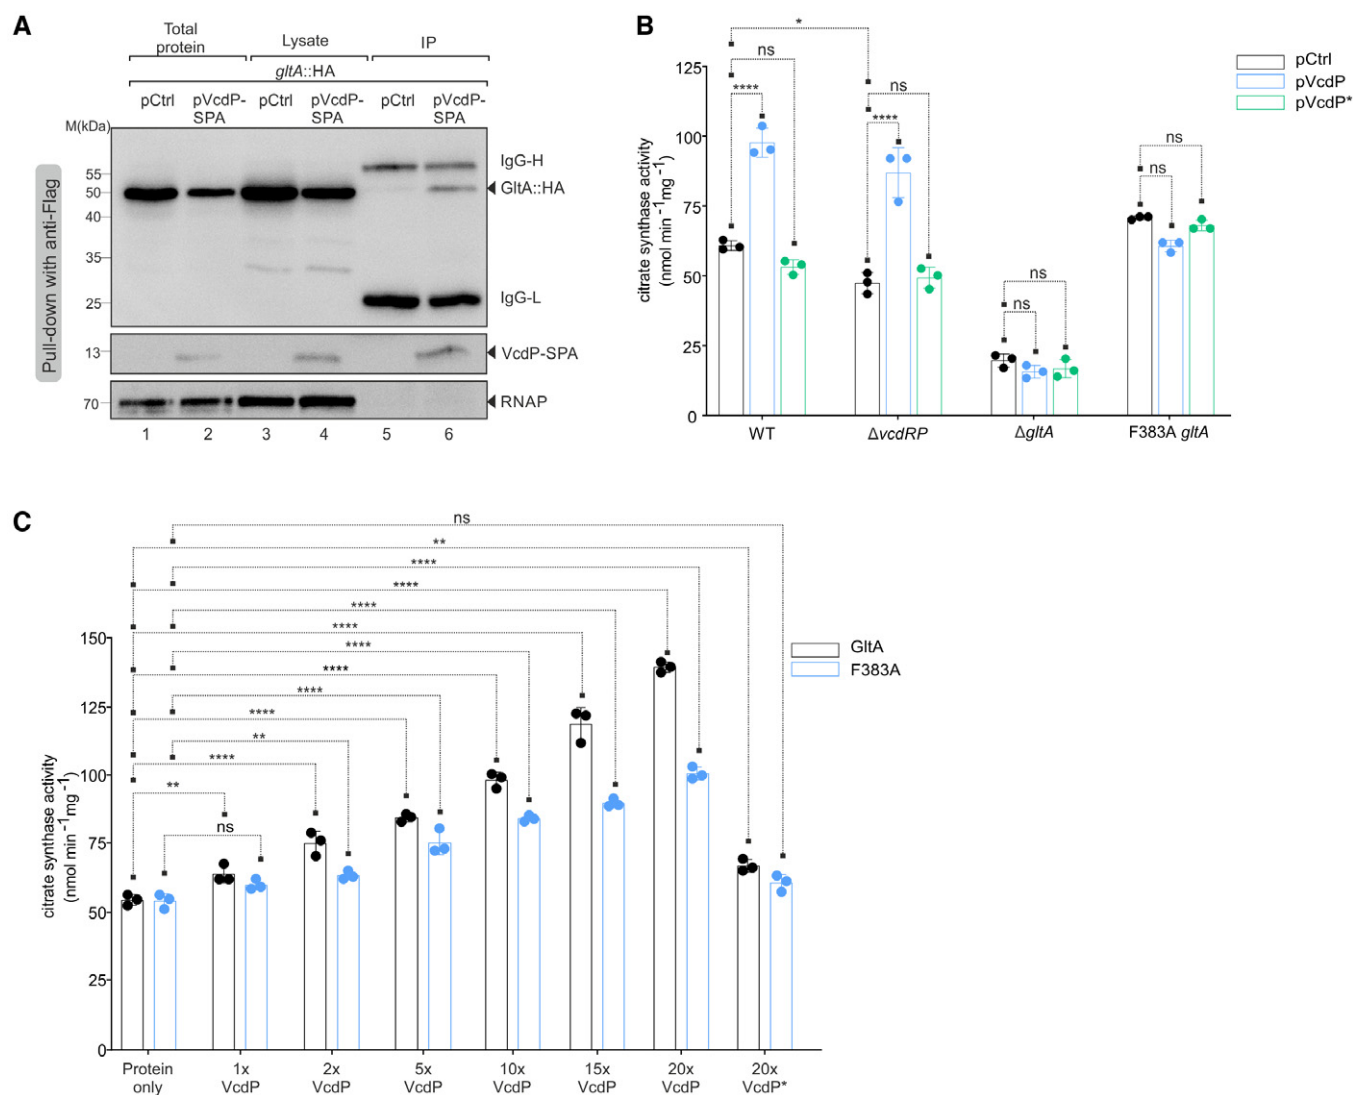 A
Total
protein
Lysate
IP
gltA::HA
pCtrl
pVcdP-
SPA
pCtrl
pVcdP-
SPA
pCtrl
pVcdP-
SPA
M(kDa)
Pull-down with anti-Flag
55
50
40
35
25
13
70
IgG-H
GltA::HA
IgG-L
VcdP-SPA
RNAP
1 2 3 4 5 6
B
citrate synthase activity
(nmol min−1mg−1)
125
100
75
50
25
0
*
ns
****
ns
****
ns
ns
ns
ns
WT
ΔvcdRP
ΔgltA
F383A gltA
pCtrl
pVcdP
pVcdP*
C
citrate synthase activity
(nmol min−1mg−1)
150
125
100
75
50
25
0
ns
**
****
****
****
****
****
****
****
****
**
****
**
ns
GltA
F383A
Protein
only
1x
VcdP
2x
VcdP
5x
VcdP
10x
VcdP
15x
VcdP
20x
VcdP
20x
VcdP*